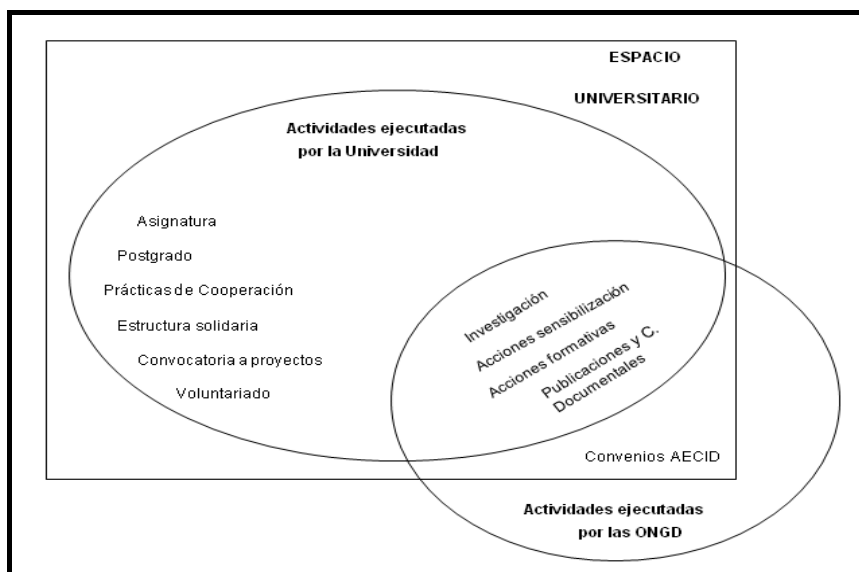 ESPACIO
UNIVERSITARIO
Actividades ejecutadas
por la Universidad
Asignatura
Postgrado
Prácticas de Cooperación
Estructura solidaria
Convocatoria a proyectos
Voluntariado
Investigación
Acciones sensibilización
Acciones formativas
Publicaciones y C.
Documentales
Convenios AECID
Actividades ejecutadas
por las ONGD